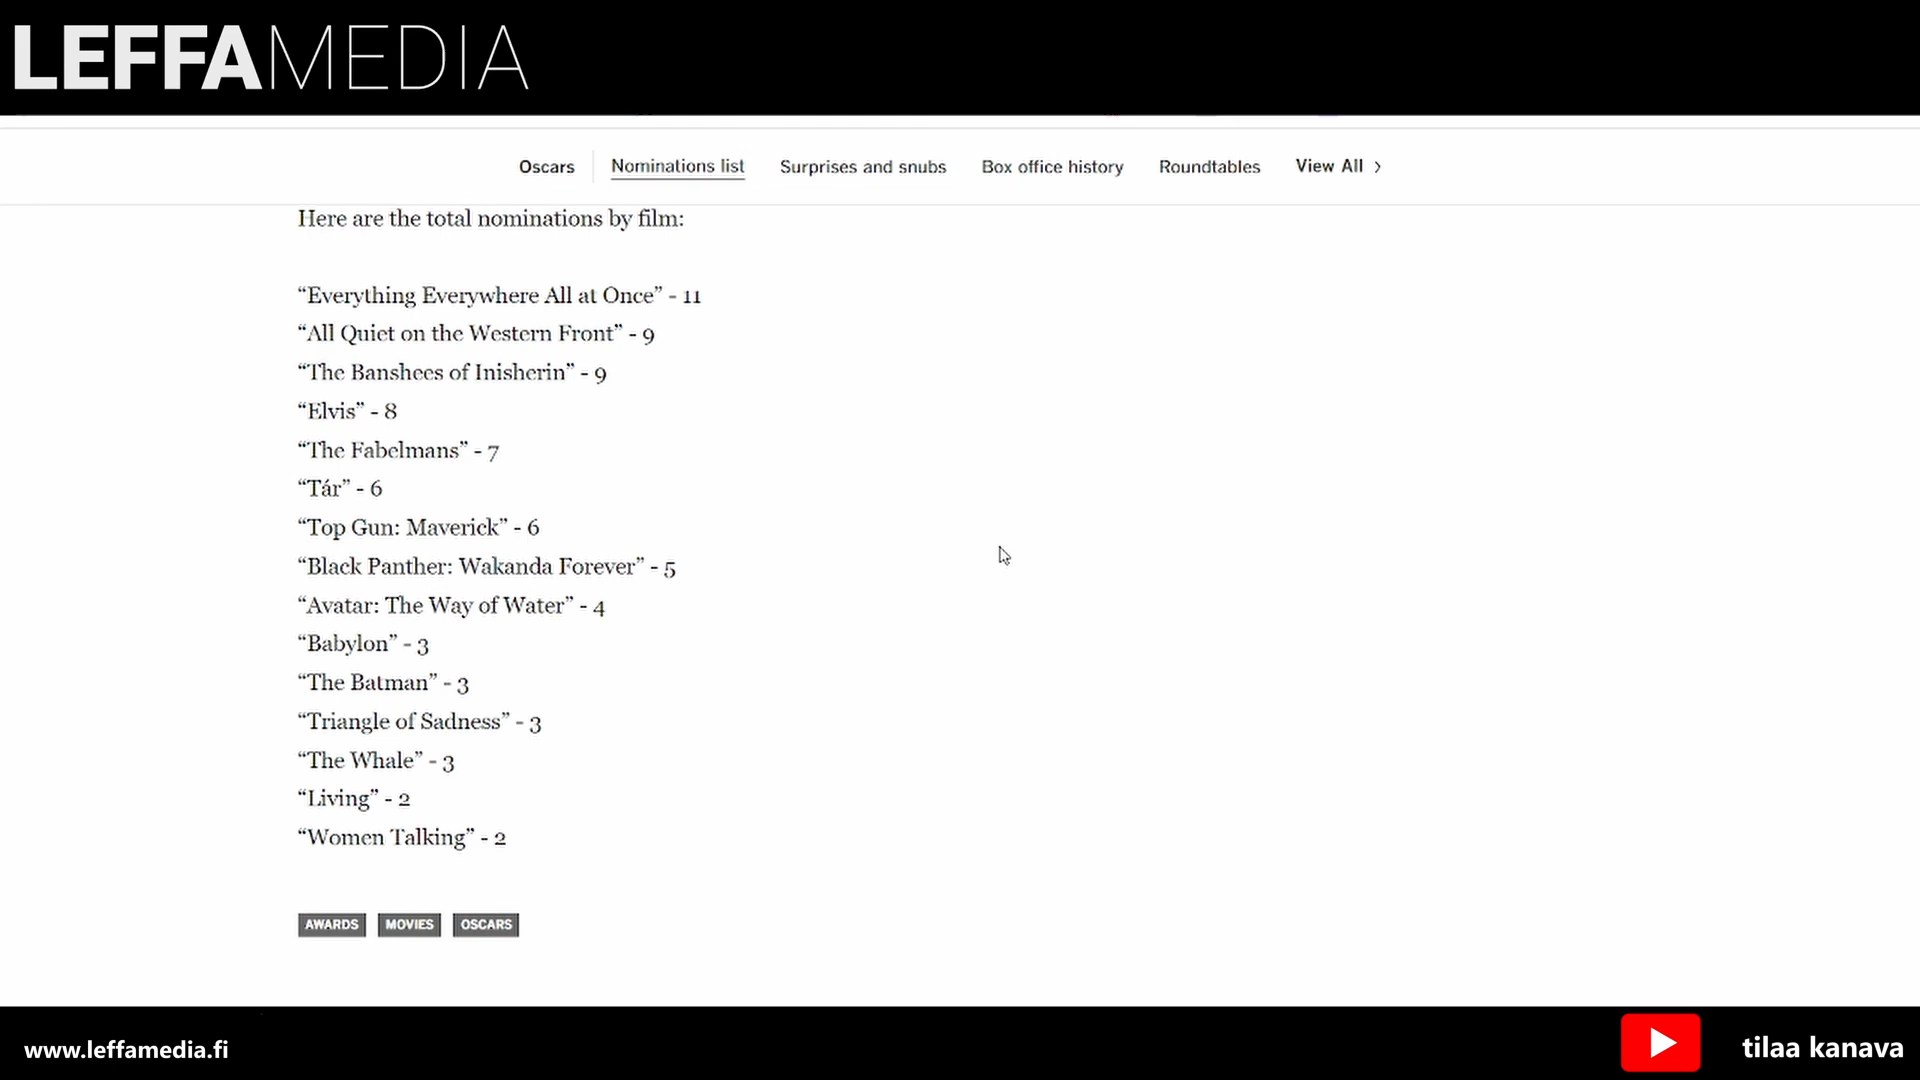 LEFFAMEDIA
Oscars Nominations list Surprises and snubs Box office history Roundtables View All >
Here are the total nominations by film:
“Everything Everywhere All at Once” - 11
“All Quiet on the Western Front” - 9
“The Banshees of Inisherin” - 9
“Elvis” - 8
“The Fabelmans” - 7
“Tár” - 6
“Top Gun: Maverick” - 6
“Black Panther: Wakanda Forever” - 5
“Avatar: The Way of Water” - 4
“Babylon” - 3
“The Batman” - 3
“Triangle of Sadness” - 3
“The Whale” - 3
“Living” - 2
“Women Talking” - 2
AWARDS MOVIES OSCARS
www.leffamedia.fi tilaa kanava